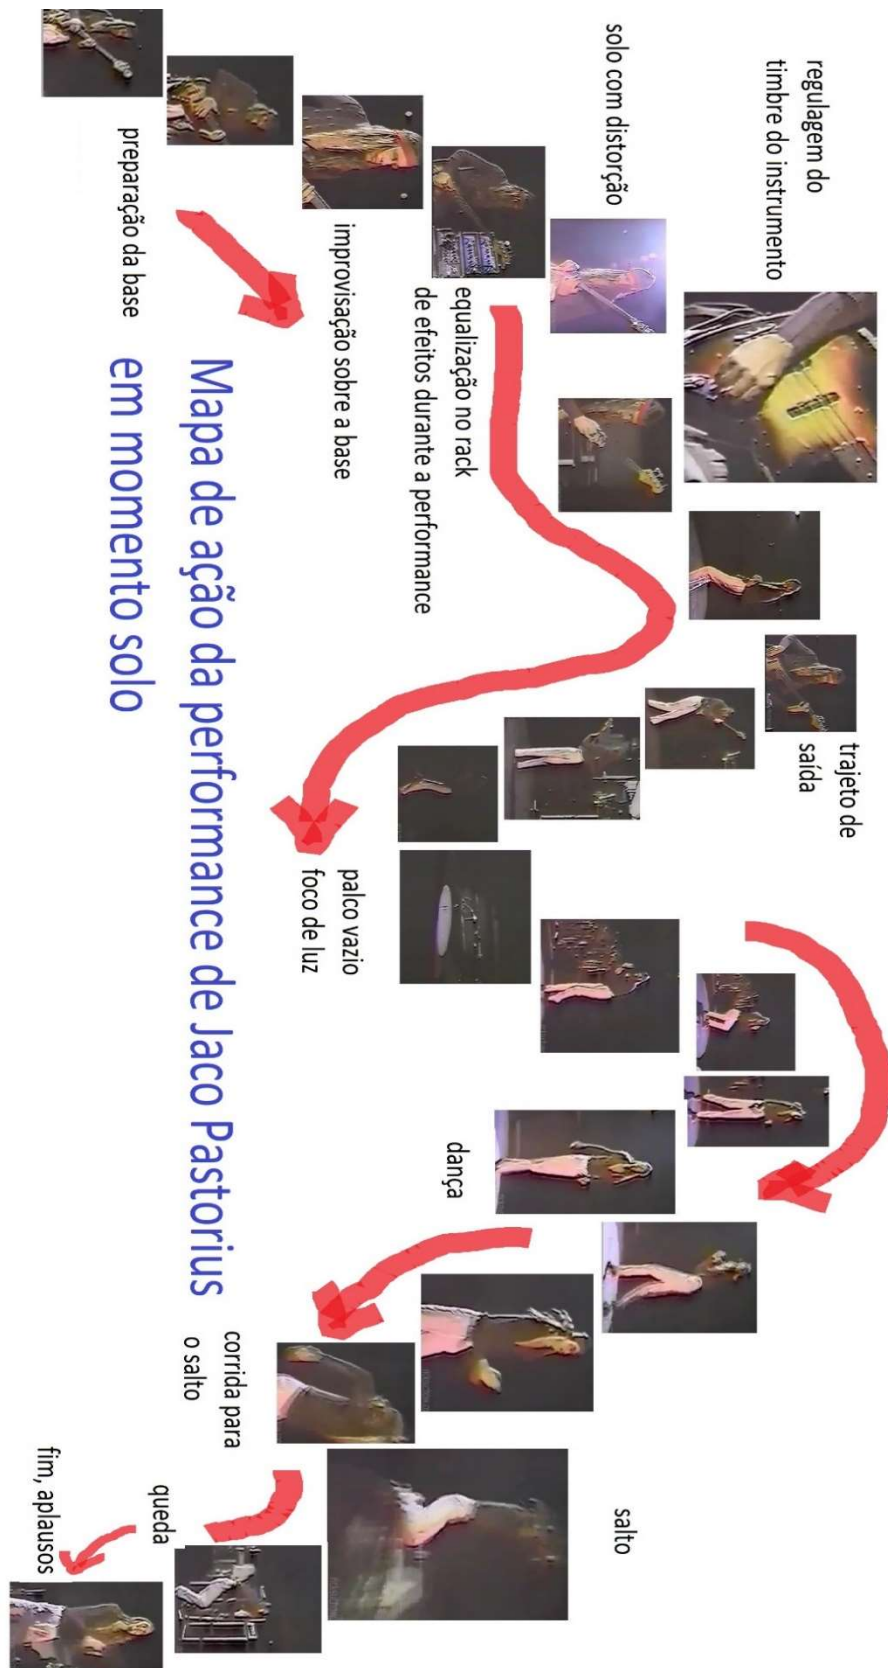 preparação da base
improvisação sobre a base
equalização no rack
de efeitos durante a performance
solo com distorção
regulagem do
timbre do instrumento
trajeto de
saída
palco vazio
foco de luz
dança
corrida para
o salto
salto
queda
fim, aplausos
Mapa de ação da performance de Jaco Pastorius
em momento solo